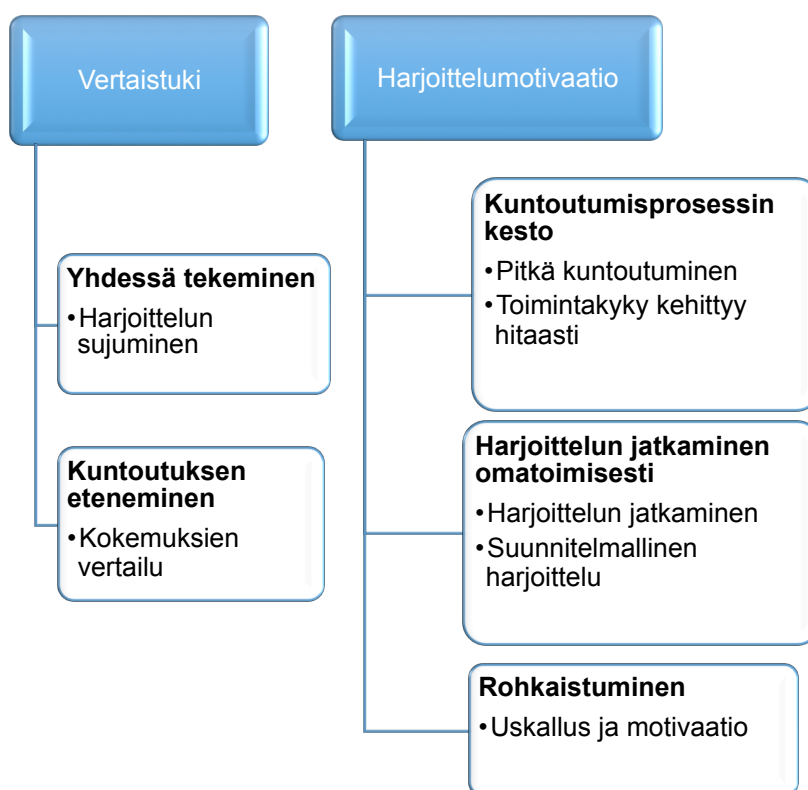 Vertaistuki
Yhdessä tekeminen
•Harjoittelun
sujuminen
Kuntoutuksen
eteneminen
•Kokemuksien
vertailu
Harjoittelumotivaatio
Kuntoutumisprosessin
kesto
•Pitkä kuntoutuminen
•Toimintakyky kehittyy
hitaasti
Harjoittelun jatkaminen
omatoimisesti
•Harjoittelun jatkaminen
•Suunnitelmallinen
harjoittelu
Rohkaistuminen
•Uskallus ja motivaatio